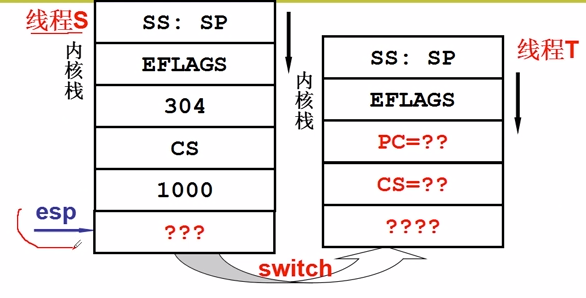 线程S
内核栈
SS: SP
EFLAGS
304
CS
1000
???
esp
switch
内核栈
线程T
SS: SP
EFLAGS
PC=??
CS=??
????